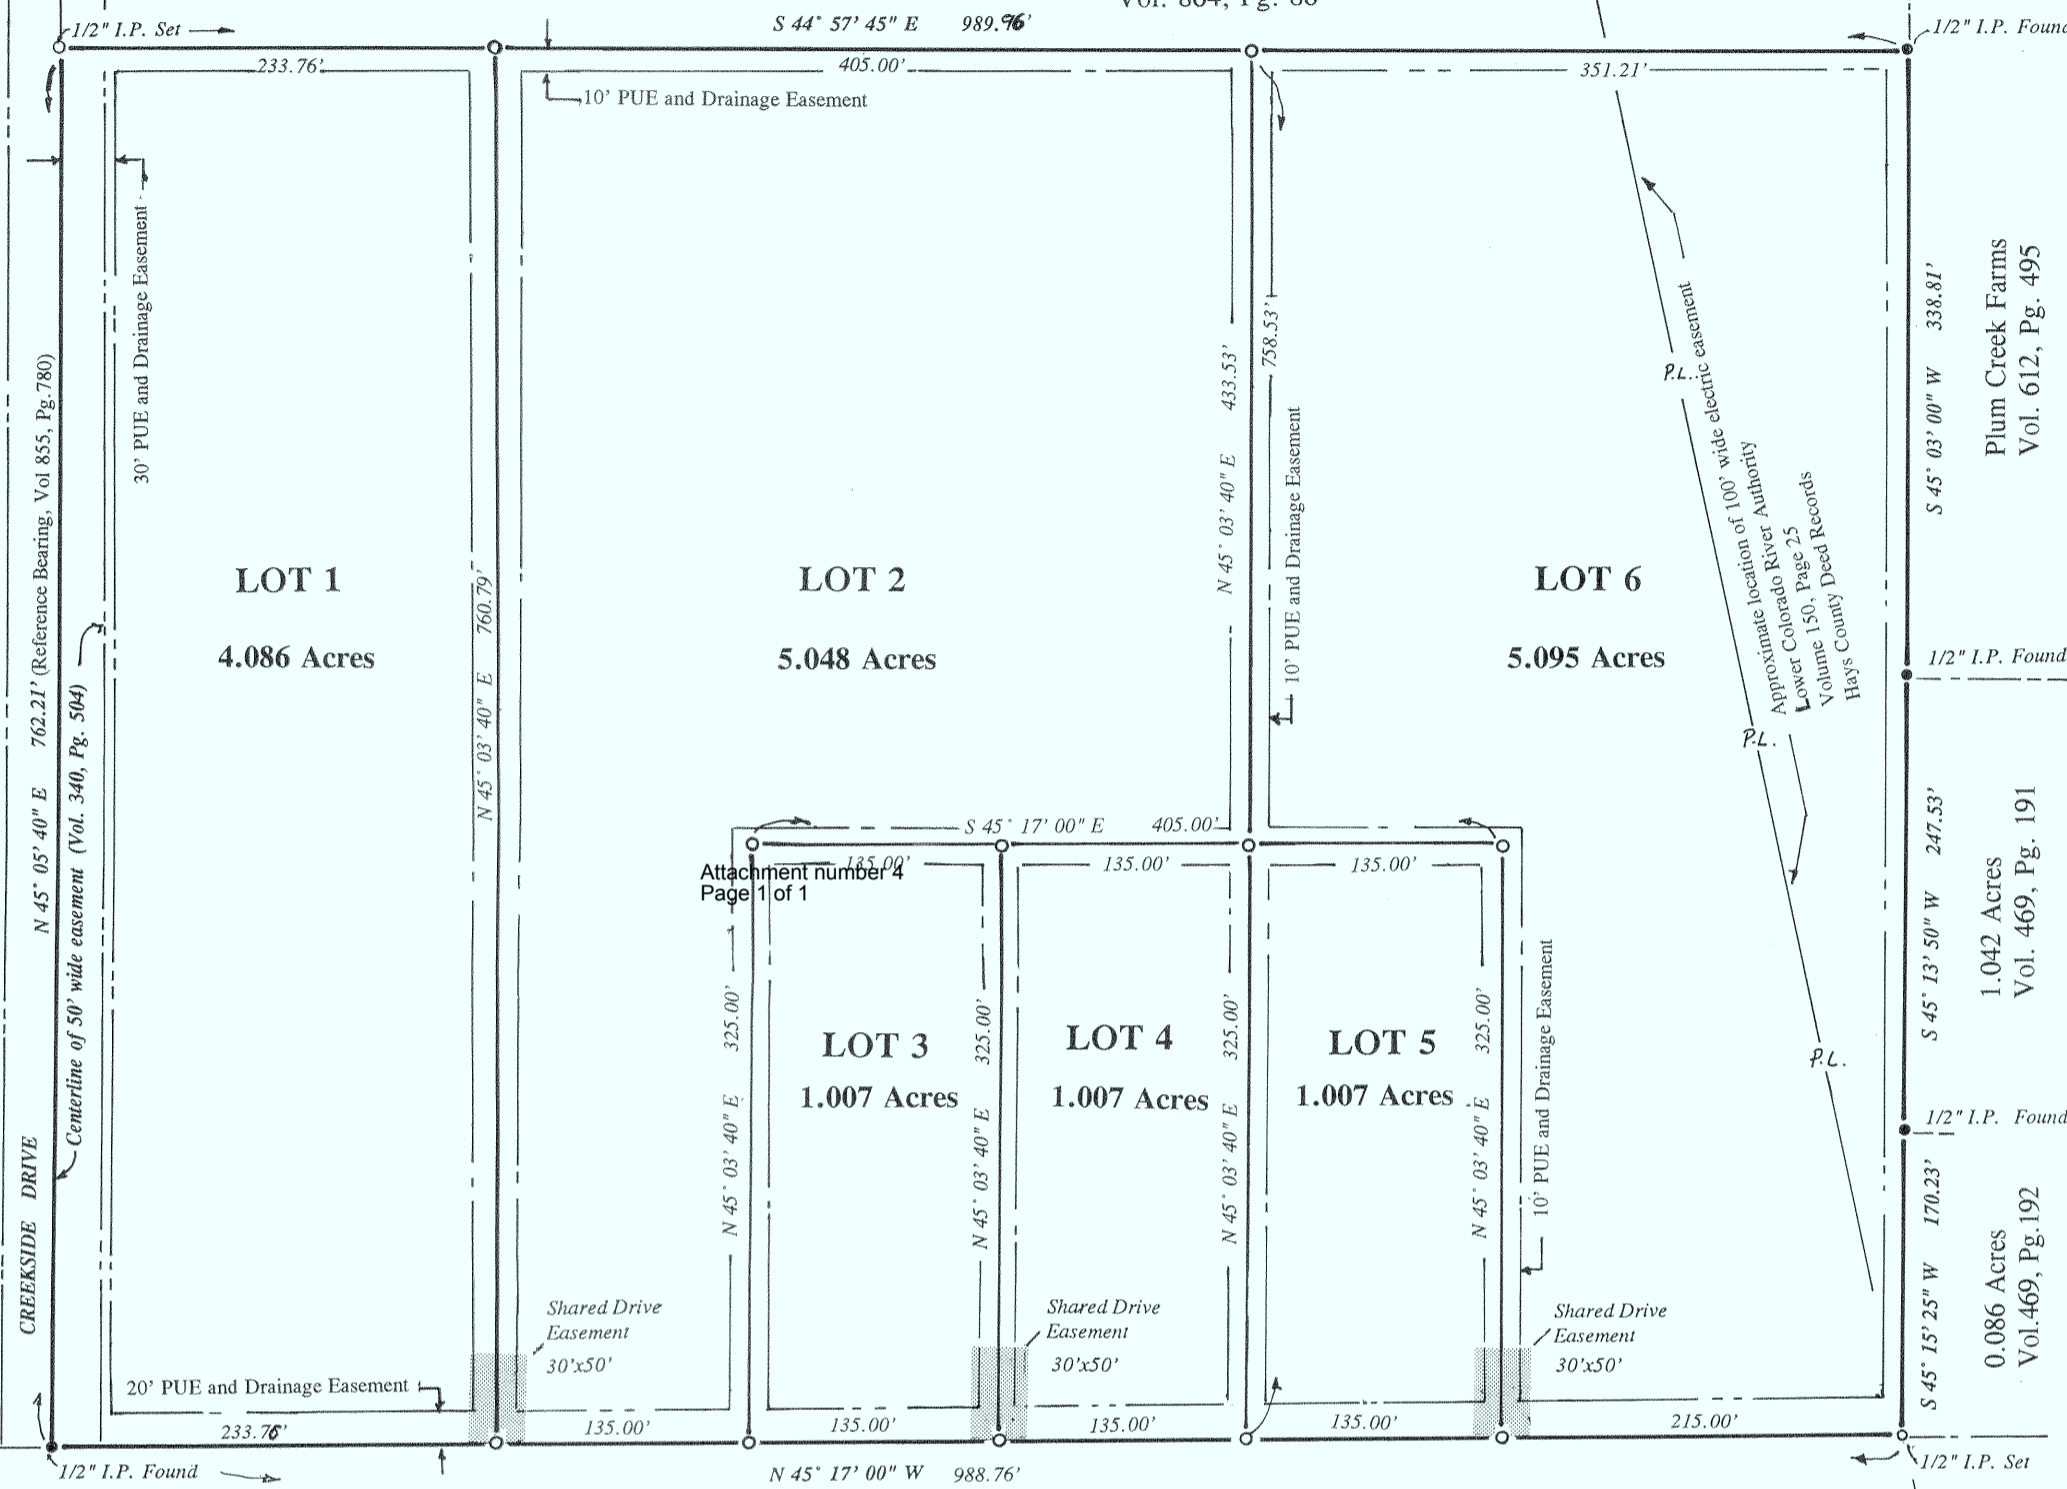 S 44° 57' 45" E 989.96'
1/2" I.P. Set
1/2" I.P. Found
233.76'
405.00'
351.21'
10' PUE and Drainage Easement
30' PUE and Drainage Easement
N 45° 05' 40" E 762.21' (Reference Bearing, Vol 855, Pg.780)
Centerline of 50' wide easement (Vol. 340, Pg. 504)
CREEKSIDE DRIVE
LOT 1
4.086 Acres
N 45° 03' 40" E 760.79'
LOT 2
5.048 Acres
N 45° 03' 40" E 433.53'
758.53'
10' PUE and Drainage Easement
LOT 6
5.095 Acres
P.L.
P.L.
P.L.
Approximate location of 100' wide electric easement
Lower Colorado River Authority
Volume 150, Page 25
Hays County Deed Records
S 45° 03' 00" W 338.81'
Plum Creek Farms
Vol. 612, Pg. 495
1/2" I.P. Found
S 45° 13' 50" W 247.53'
1.042 Acres
Vol. 469, Pg. 191
1/2" I.P. Found
S 45° 15' 25" W 170.23'
0.086 Acres
Vol.469, Pg.192
S 45° 17' 00" E 405.00'
135.00'
135.00'
135.00'
Attachment number 4
Page 1 of 1
N 45° 03' 40" E 325.00'
LOT 3
1.007 Acres
N 45° 03' 40" E 325.00'
LOT 4
1.007 Acres
N 45° 03' 40" E 325.00'
LOT 5
1.007 Acres
N 45° 03' 40" E 325.00'
10' PUE and Drainage Easement
Shared Drive
Easement
30'x50'
Shared Drive
Easement
30'x50'
Shared Drive
Easement
30'x50'
20' PUE and Drainage Easement
233.76'
135.00'
135.00'
135.00'
135.00'
215.00'
1/2" I.P. Found
N 45° 17' 00" W 988.76'
1/2" I.P. Set